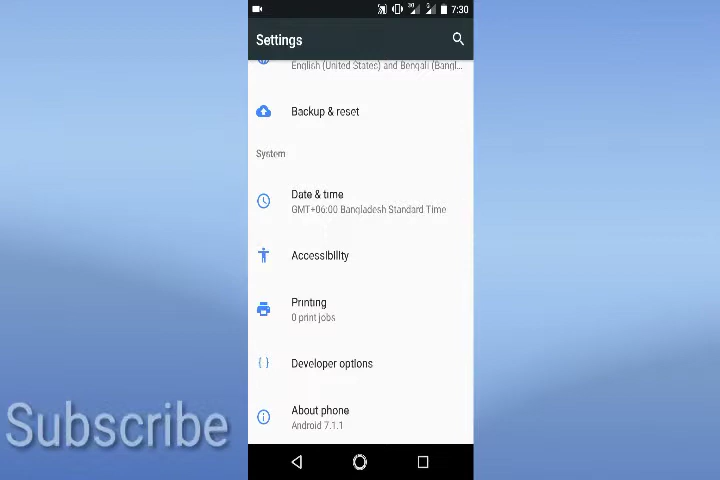 7:30
Settings
English (United States) and Bengali (Bangl...
Backup & reset
System
Date & time
GMT+06:00 Bangladesh Standard Time
Accessibility
Printing
0 print jobs
Developer options
About phone
Android 7.1.1
Subscribe